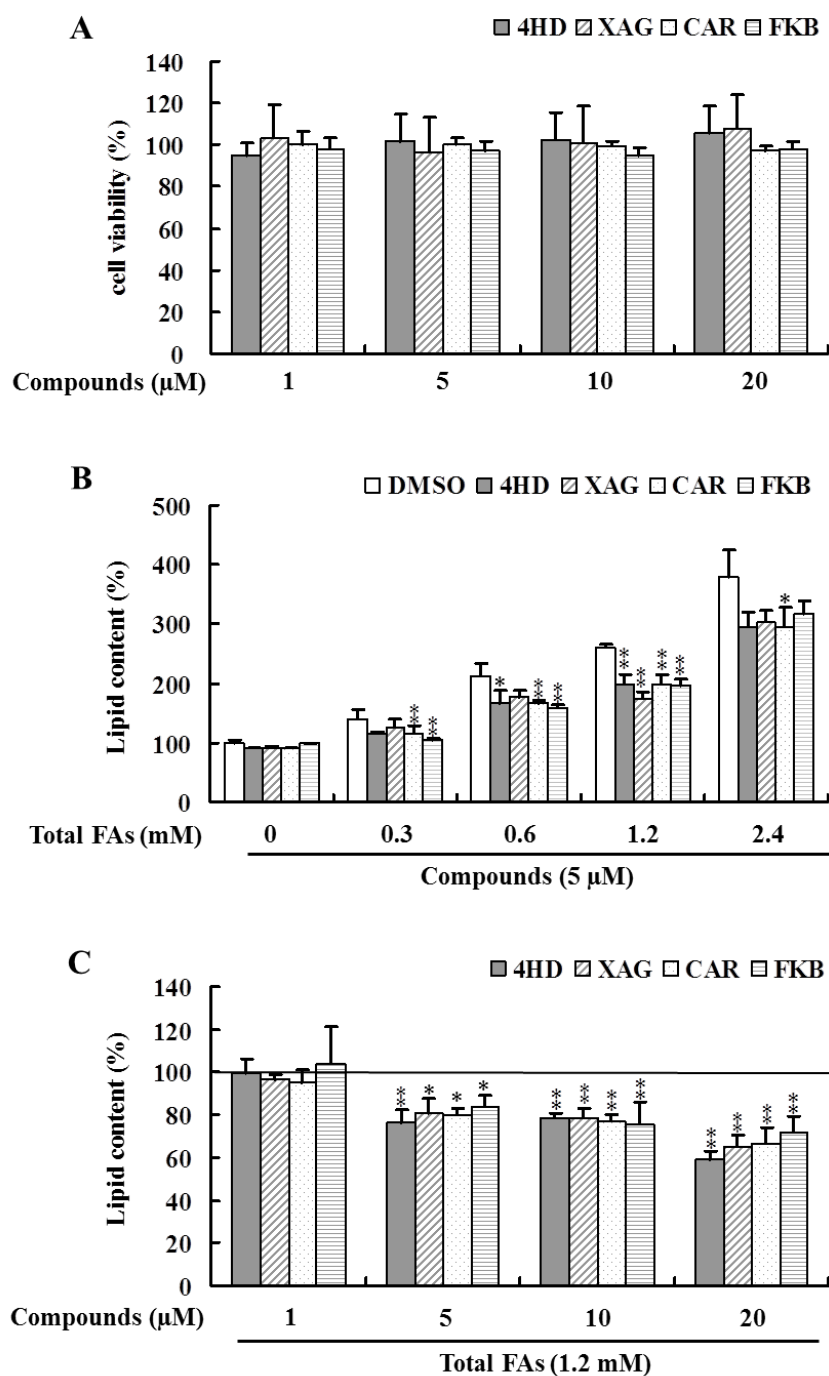 A
4HD XAG CAR FKB
140
120
100
80
60
40
20
0
cell viability (%)
Compounds (μM) 1 5 10 20
B
DMSO 4HD XAG CAR FKB
500
400
300
200
100
0
Lipid content (%)
** ** * ** ** ** ** ** ** *
Total FAs (mM) 0 0.3 0.6 1.2 2.4
Compounds (5 μM)
C
4HD XAG CAR FKB
140
120
100
80
60
40
20
0
Lipid content (%)
** * * * ** ** ** ** ** ** ** **
Compounds (μM) 1 5 10 20
Total FAs (1.2 mM)